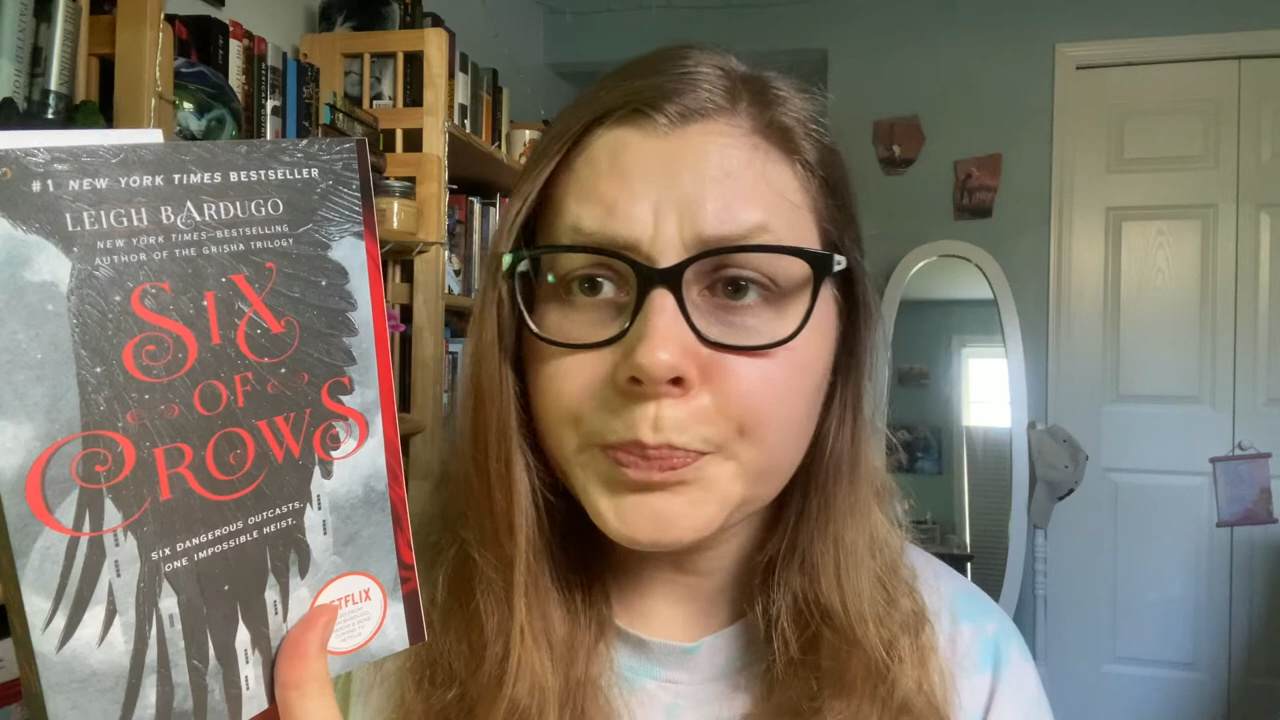 #1 NEW YORK TIMES BESTSELLER
LEIGH BARDUGO
NEW YORK TIMES–BESTSELLING
AUTHOR OF THE GRISHA TRILOGY
SIX
OF
CROWS
SIX DANGEROUS OUTCASTS.
ONE IMPOSSIBLE HEIST.